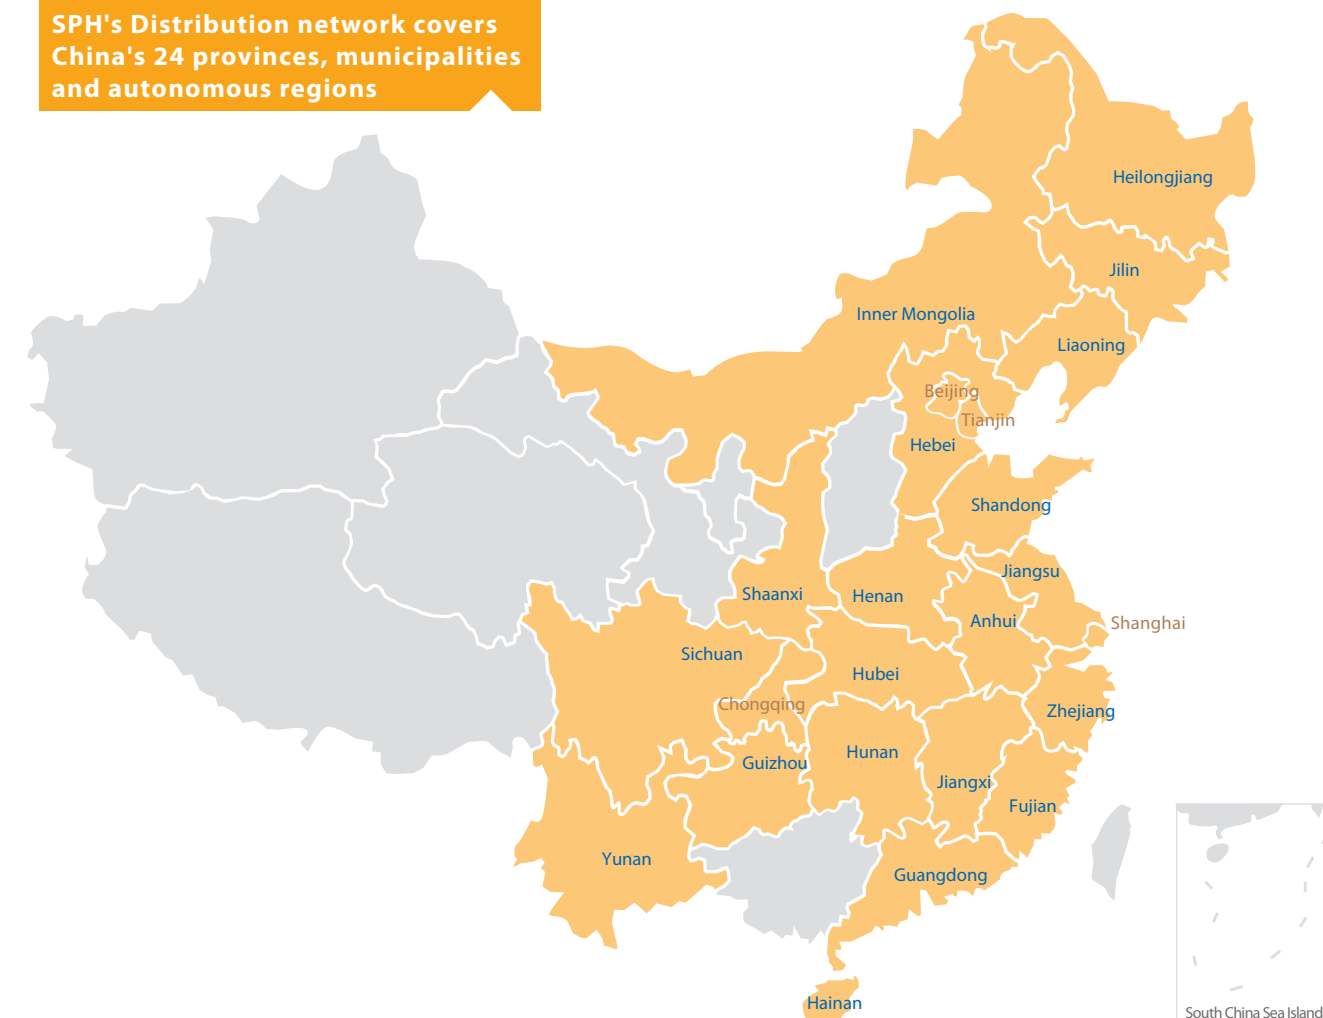 SPH's Distribution network covers
China's 24 provinces, municipalities
and autonomous regions
Heilongjiang
Jilin
Inner Mongolia
Liaoning
Beijing
Tianjin
Hebei
Shandong
Jiangsu
Shaanxi
Henan
Anhui
Shanghai
Sichuan
Hubei
Chongqing
Zhejiang
Hunan
Guizhou
Jiangxi
Fujian
Yunan
Guangdong
Hainan
South China Sea Island